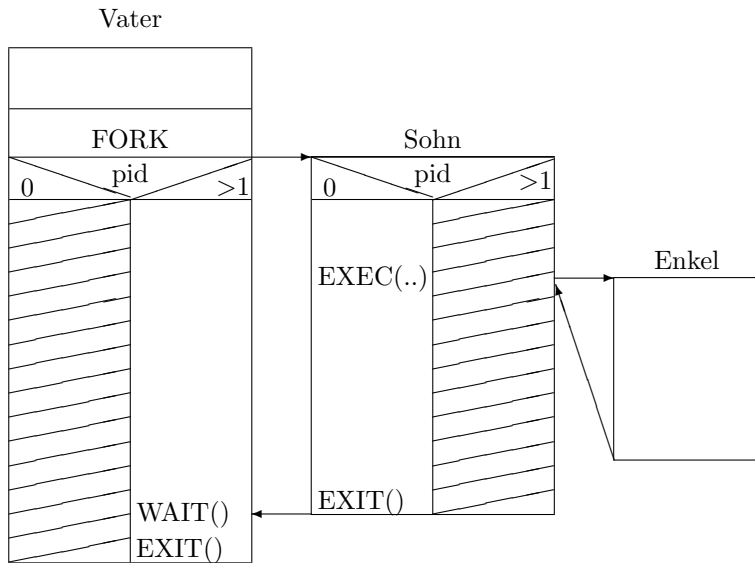 Vater
FORK
Sohn
0 pid >1
0 pid >1
EXEC(..)
Enkel
WAIT()
EXIT()
EXIT()